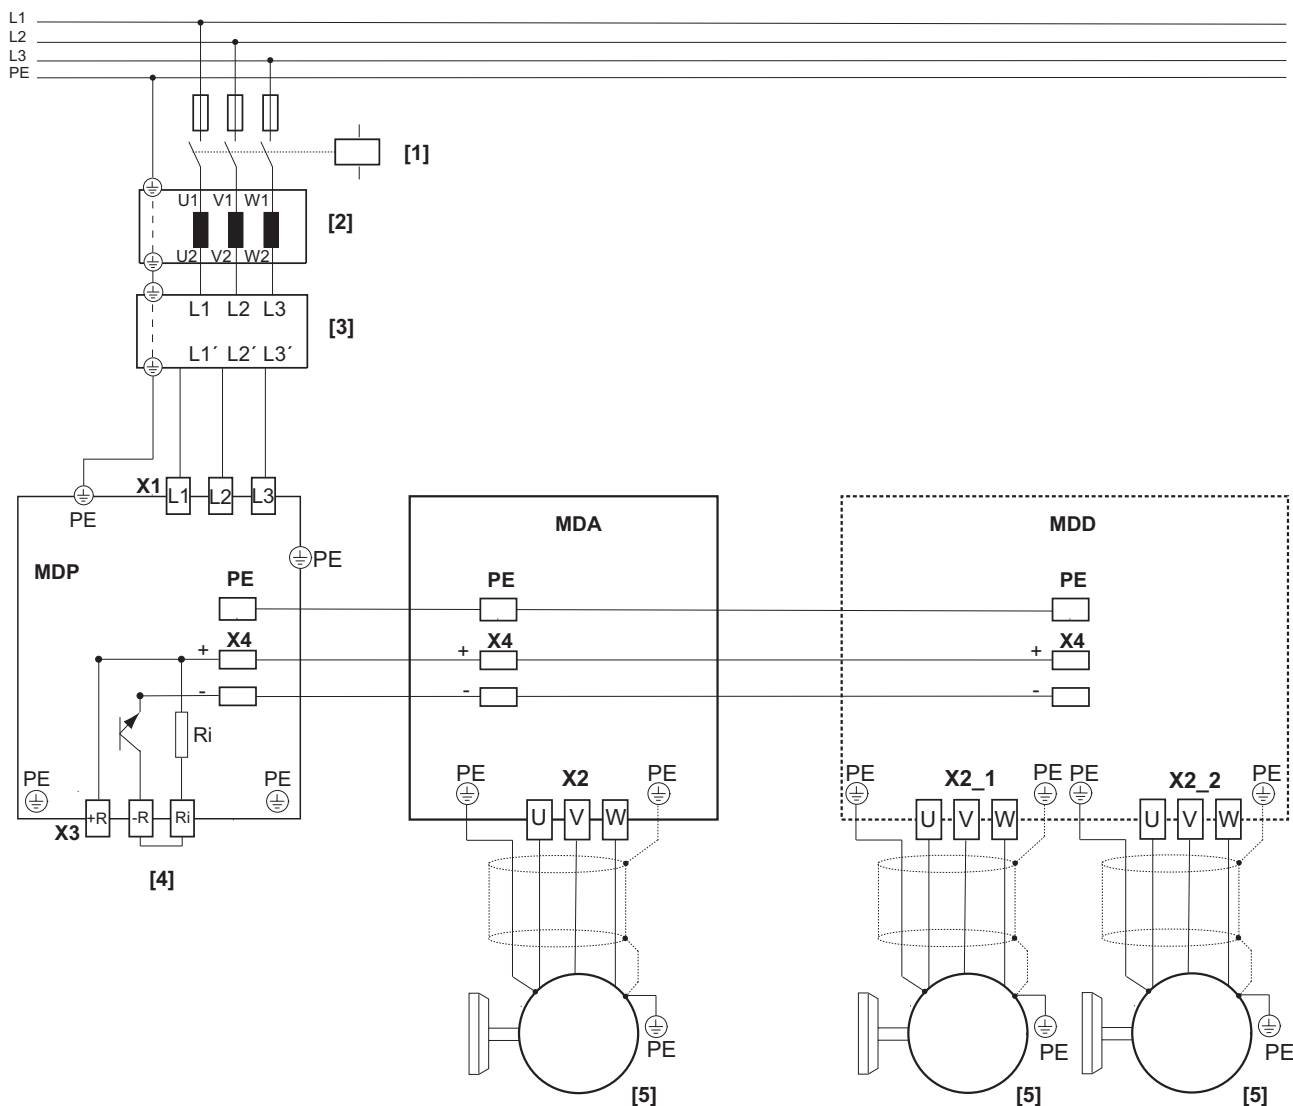 L1
L2
L3
PE
[1]
U1 V1 W1
[2]
U2 V2 W2
L1 L2 L3
[3]
L1´ L2´ L3´
X1 L1 L2 L3
PE
MDA
MDD
PE
MDP
PE PE PE
X4 X4 X4
+ + +
- - -
Ri
PE PE PE X2 PE PE X2_1 PE PE X2_2 PE
X3 +R -R Ri
U V W U V W U V W
[4]
PE PE PE
[5] [5] [5]